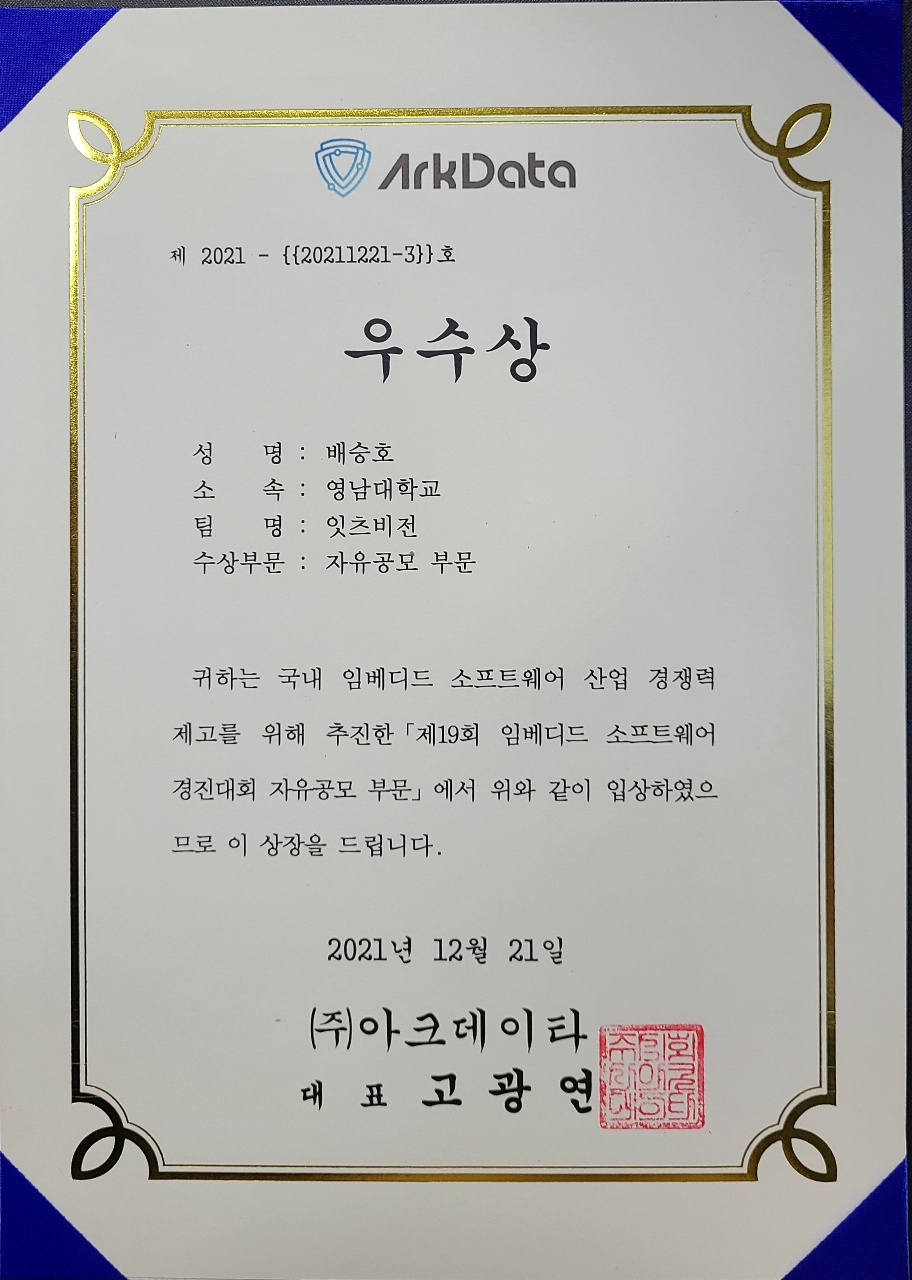 ArkData
제 2021 - {{20211221-3}}호
우수상
성 명 : 배승호
소 속 : 영남대학교
팀 명 : 잇츠비전
수상부문 : 자유공모 부문
귀하는 국내 임베디드 소프트웨어 산업 경쟁력
제고를 위해 추진한「제19회 임베디드 소프트웨어
경진대회 자유공모 부문」에서 위와 같이 입상하였으
므로 이 상장을 드립니다.
2021년 12월 21일
(주)아크데이타
대 표 고 광 연